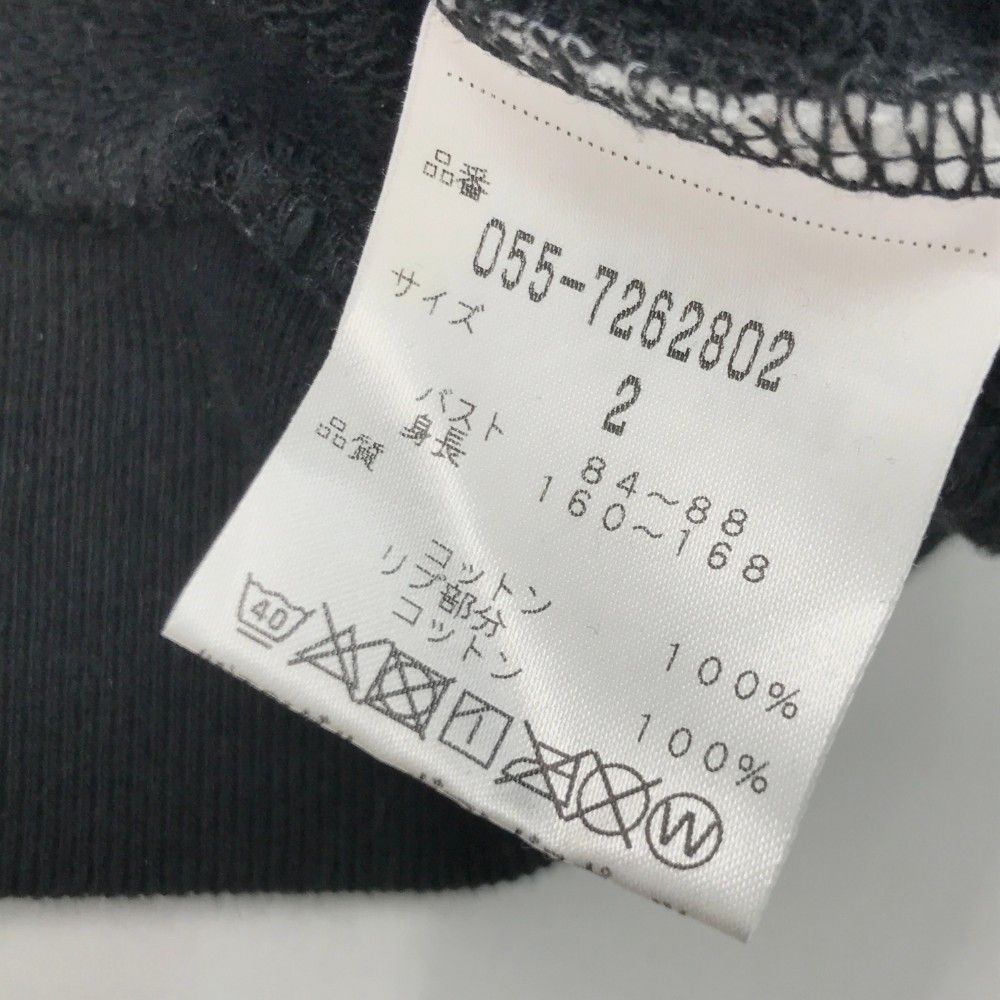 品番
055-7262802
サイズ
2
バスト 84~88
身長 160~168
品質
コットン 100%
リブ部分
コットン 100%
40
W